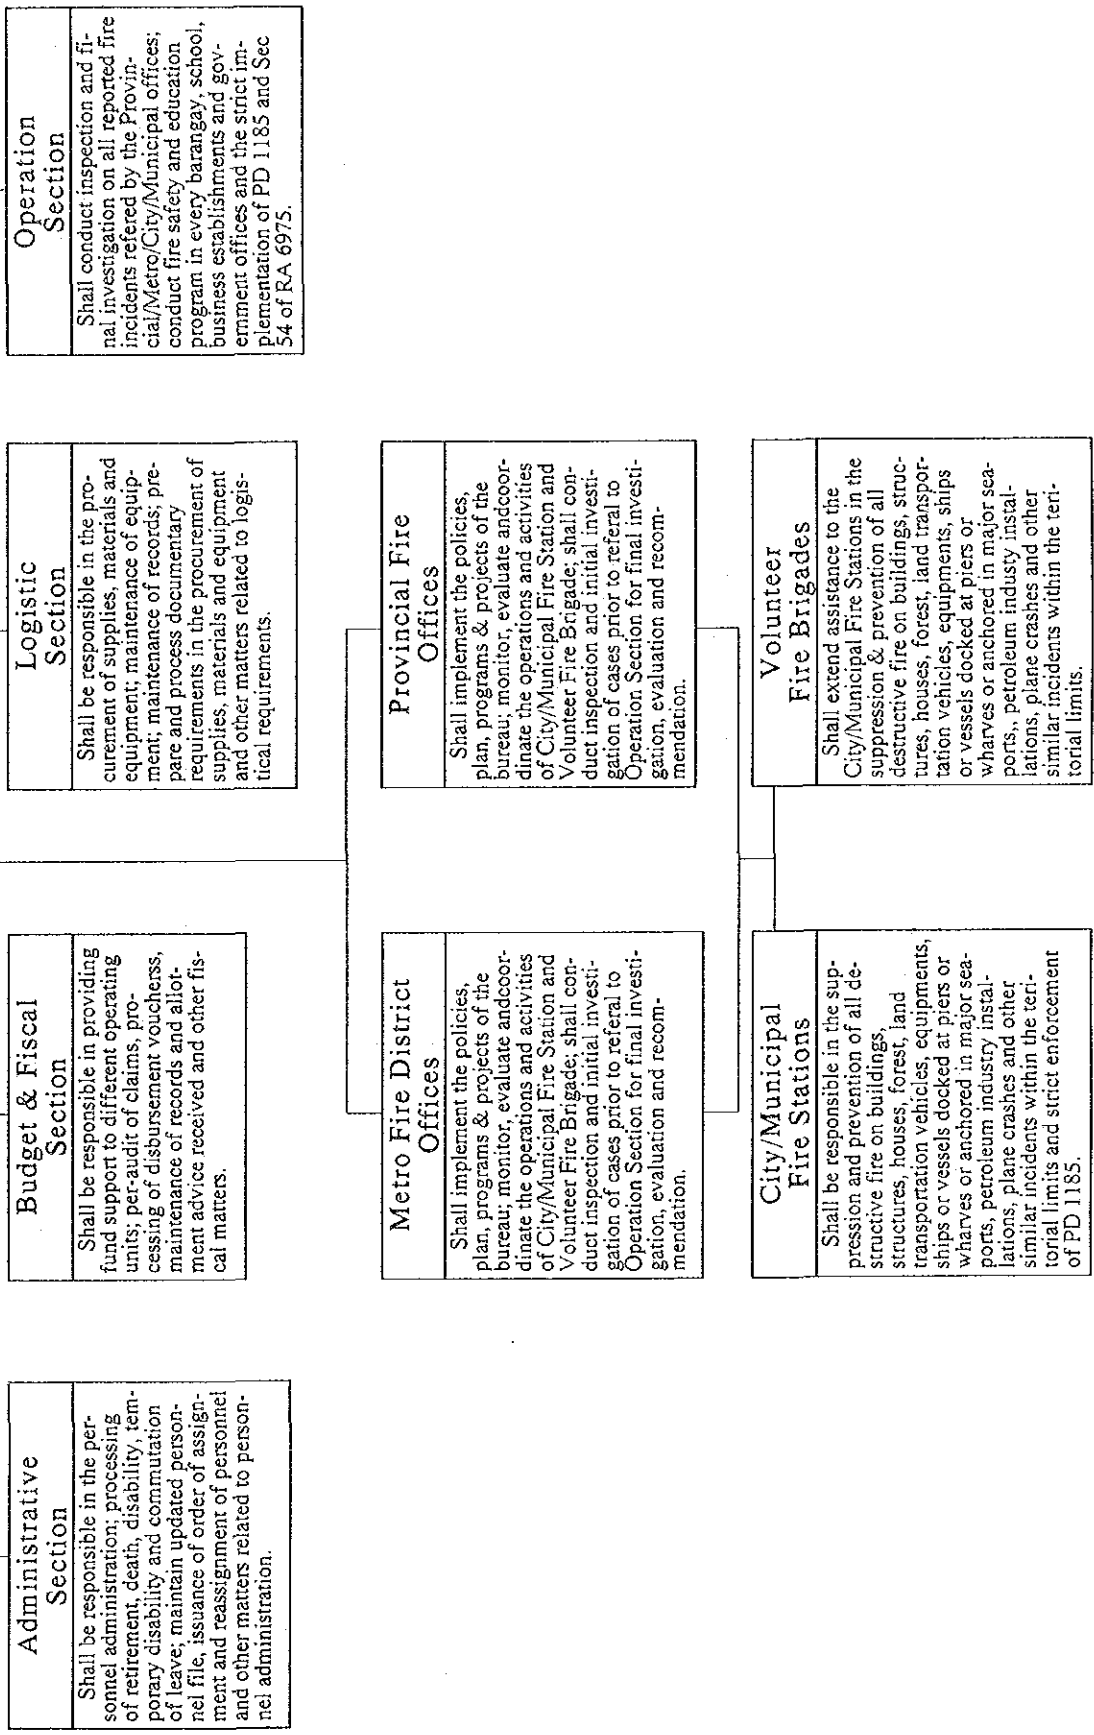 Administrative
Section
Shall be responsible in the per-
sonnel administration; processing
of retirement, death, disability, tem-
porary disability and commutation
of leave; maintain updated person-
nel file, issuance of order of assign-
ment and reassignment of personnel
and other matters related to person-
nel administration.
Budget & Fiscal
Section
Shall be responsible in providing
fund support to different operating
units; per-audit of claims, pro-
cessing of disbursement voucherss,
maintenance of records and allot-
ment advice received and other fis-
cal matters.
Logistic
Section
Shall be responsible in the pro-
curement of supplies, materials and
equipment; maintenance of equip-
ment; maintenance of records; pre-
pare and process documentary
requirements in the procurement of
supplies, materials and equipment
and other matters related to logis-
tical requirements.
Operation
Section
Shall conduct inspection and fi-
nal investigation on all reported fire
incidents refered by the Provin-
cial/Metro/City/Municipal offices;
conduct fire safety and education
program in every barangay, school,
business establishments and gov-
ernment offices and the strict im-
plementation of PD 1185 and Sec
54 of RA 6975.
Metro Fire District
Offices
Shall implement the policies,
plan, programs & projects of the
bureau; monitor, evaluate andcoor-
dinate the operations and activities
of City/Municipal Fire Station and
Volunteer Fire Brigade; shall con-
duct inspection and initial investi-
gation of cases prior to referal to
Operation Section for final investi-
gation, evaluation and recom-
mendation.
Provincial Fire
Offices
Shall implement the policies,
plan, programs & projects of the
bureau; monitor, evaluate andcoor-
dinate the operations and activities
of City/Municipal Fire Station and
Volunteer Fire Brigade; shall con-
duct inspection and initial investi-
gation of cases prior to referal to
Operation Section for final investi-
gation, evaluation and recom-
mendation.
City/Municipal
Fire Stations
Shall be responsible in the sup-
pression and prevention of all de-
structive fire on buildings,
structures, houses, forest, land
transportation vehicles, equipments,
ships or vessels docked at piers or
wharves or anchored in major sea-
ports, petroleum industry instal-
lations, plane crashes and other
similar incidents within the teri-
torial limits and strict enforcement
of PD 1185.
Volunteer
Fire Brigades
Shall extend assistance to the
City/Municipal Fire Stations in the
suppression & prevention of all
destructive fire on buildings, struc-
tures, houses, forest, land transpor-
tation vehicles, equipments, ships
or vessels docked at piers or
wharves or anchored in major sea-
ports,, petroleum industy instal-
lations, plane crashes and other
similar incidents within the teri-
torial limits.